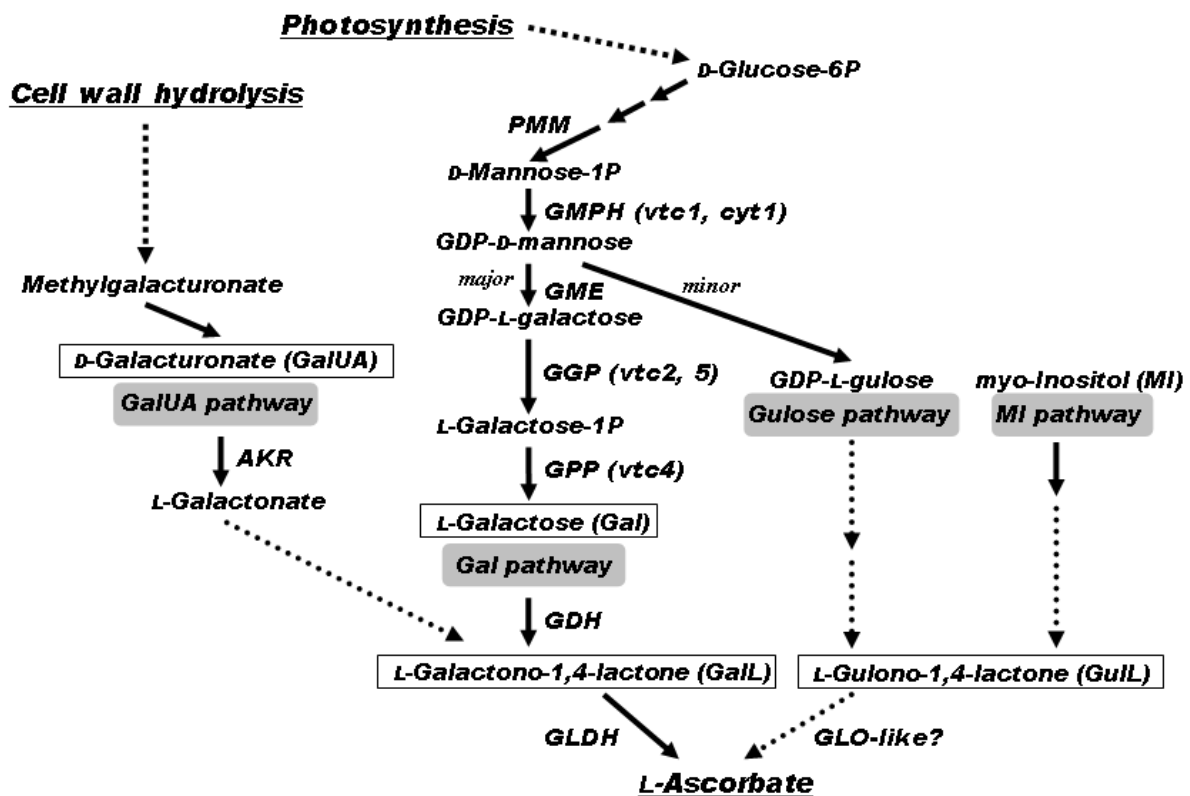 Photosynthesis
D-Glucose-6P
Cell wall hydrolysis
PMM
D-Mannose-1P
GMPH (vtc1, cyt1)
GDP-D-mannose
major
GME
minor
Methylgalacturonate
GDP-L-galactose
D-Galacturonate (GalUA)
GGP (vtc2, 5)
GDP-L-gulose
myo-Inositol (MI)
GalUA pathway
Gulose pathway
MI pathway
L-Galactose-1P
AKR
GPP (vtc4)
L-Galactonate
L-Galactose (Gal)
Gal pathway
GDH
L-Galactono-1,4-lactone (GalL)
L-Gulono-1,4-lactone (GulL)
GLDH
GLO-like?
L-Ascorbate